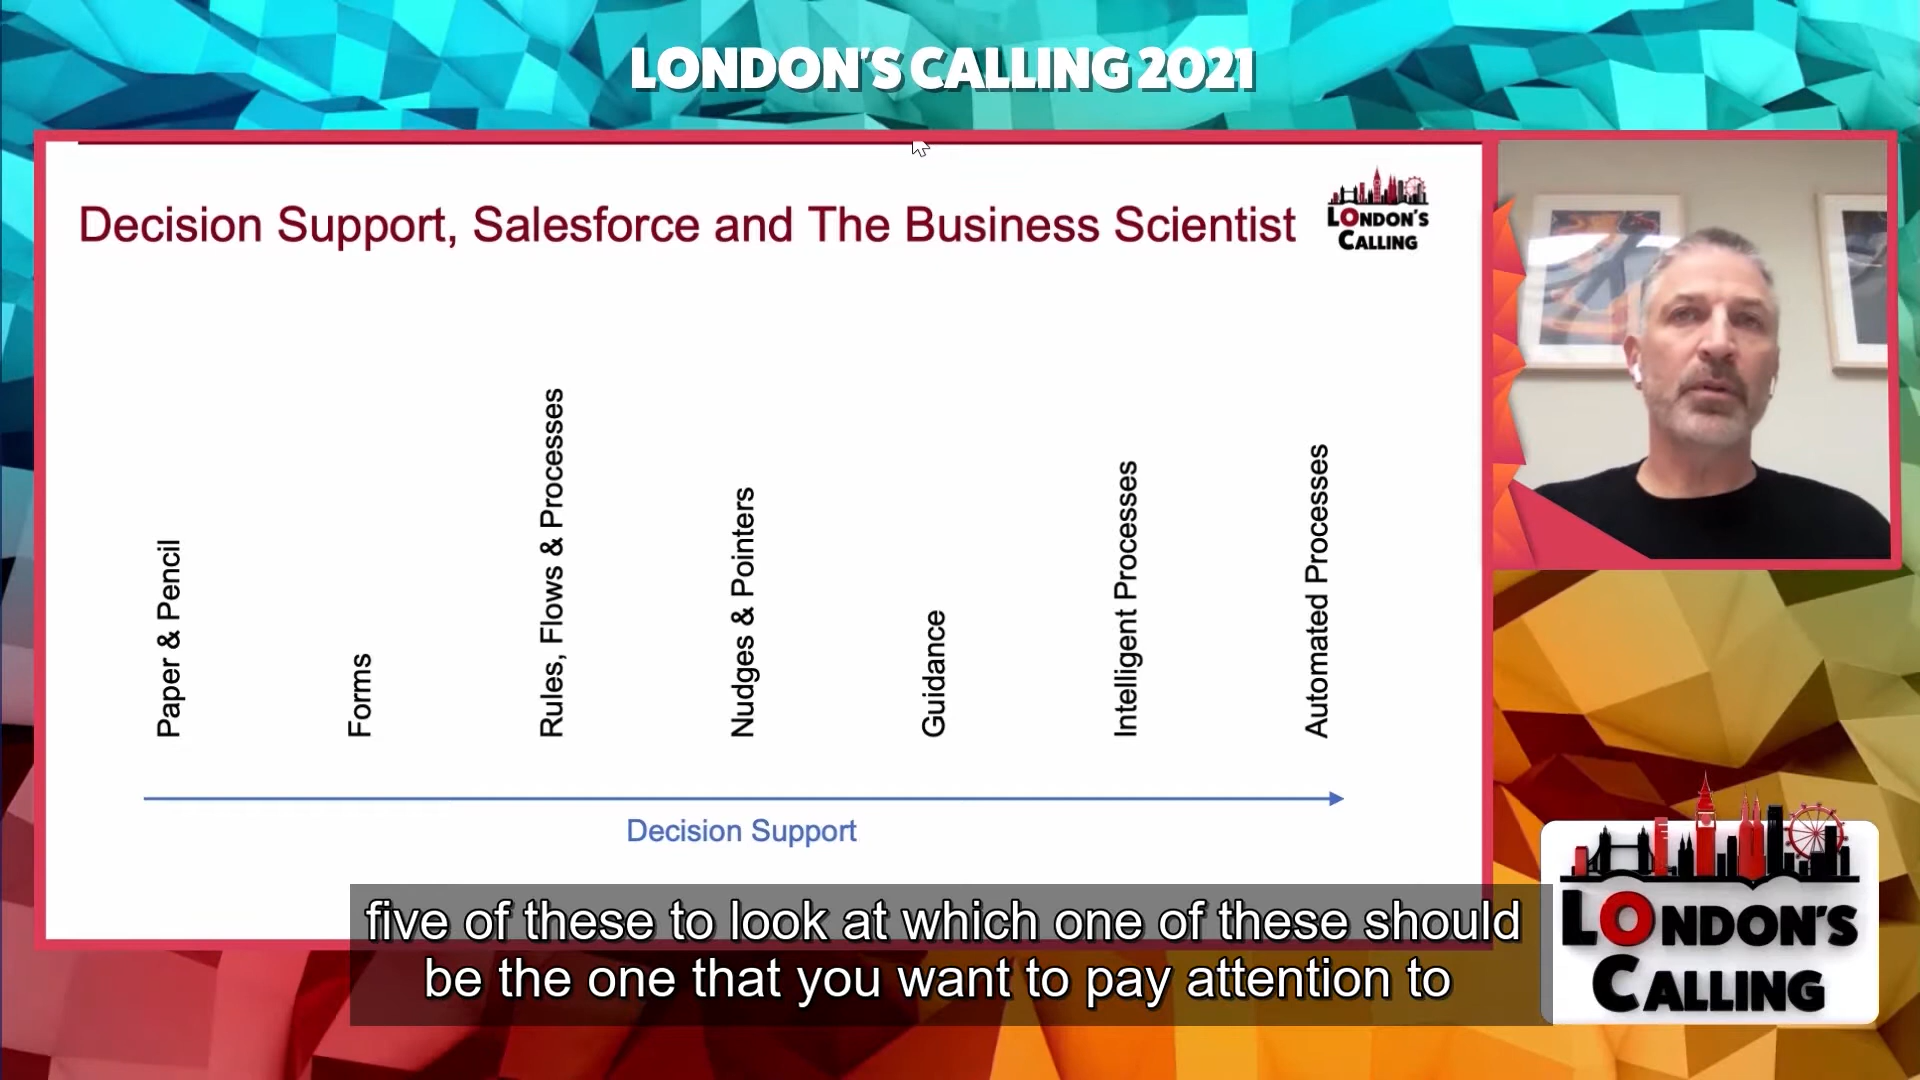 LONDON'S CALLING 2021
Decision Support, Salesforce and The Business Scientist
LONDON'S
CALLING
Paper & Pencil
Forms
Rules, Flows & Processes
Nudges & Pointers
Guidance
Intelligent Processes
Automated Processes
Decision Support
five of these to look at which one of these should
be the one that you want to pay attention to
LONDON'S
CALLING